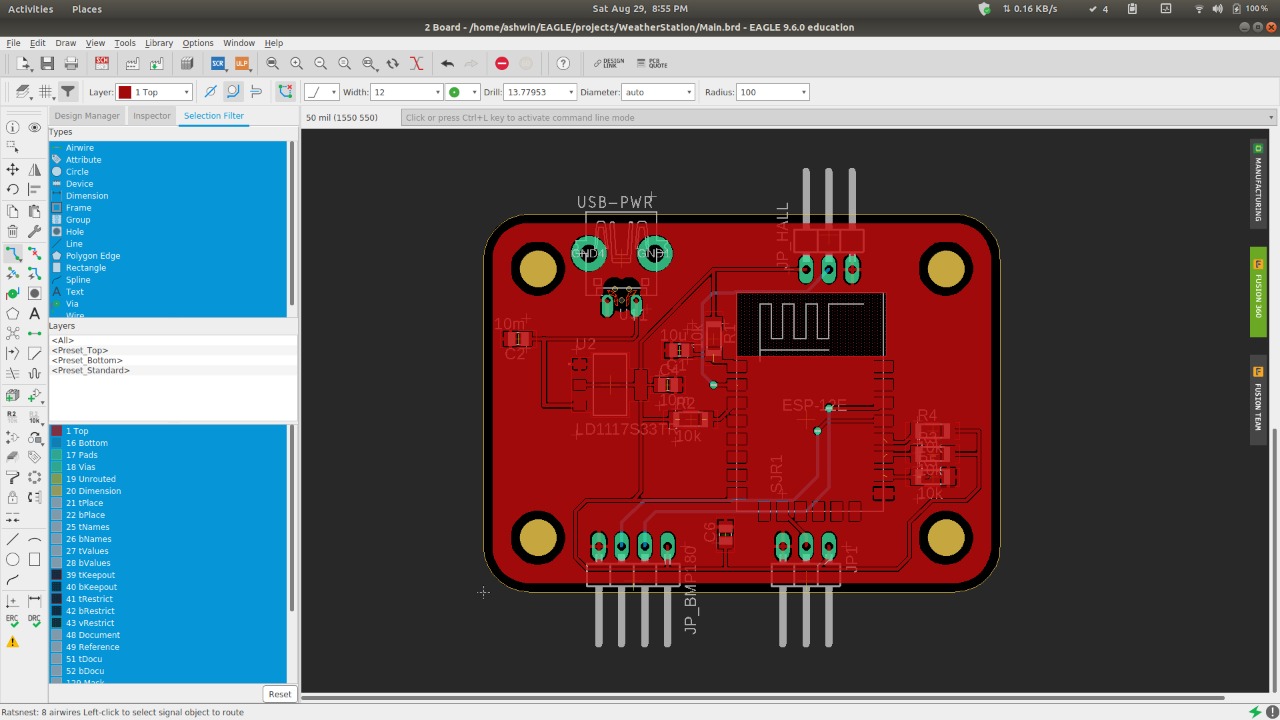 Activities Places Sat Aug 29, 8:55 PM 0.16 KB/s 4 100%
2 Board - /home/ashwin/EAGLE/projects/WeatherStation/Main.brd - EAGLE 9.6.0 education
File Edit Draw View Tools Library Options Window Help
SCR ULP DESIGN LINK PCB QUOTE
Layer: 1 Top Width: 12 Drill: 13.77953 Diameter: auto Radius: 100
Design Manager Inspector Selection Filter
50 mil (1550 550) Click or press Ctrl+L key to activate command line mode
Types
Airwire
Attribute
Circle
Device
Dimension
Frame
Group
Hole
Line
Polygon Edge
Rectangle
Spline
Text
Via
Wire
Layers
<All>
<Preset_Top>
<Preset_Bottom>
<Preset_Standard>
1 Top
16 Bottom
17 Pads
18 Vias
19 Unrouted
20 Dimension
21 tPlace
22 bPlace
25 tNames
26 bNames
27 tValues
28 bValues
39 tKeepout
40 bKeepout
41 tRestrict
42 bRestrict
43 vRestrict
48 Document
49 Reference
51 tDocu
52 bDocu
Reset
R2
10k
ERC DRC
USB-PWR
GND1
JP_HALL
10m
C2
U2
LD1117S33TR
10u
R1
R2
10k
ESP-12E
SJR1
R4
10k
C6
JP_BMP180
JP1
MANUFACTURING
FUSION 360
FUSION TEAM
Ratsnest: 8 airwires Left-click to select signal object to route